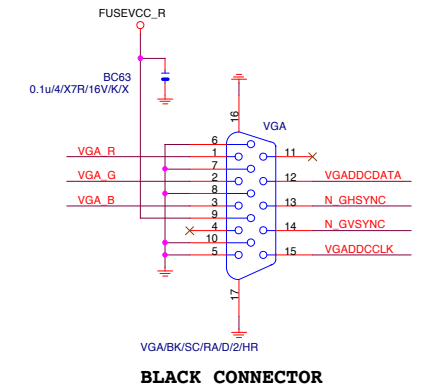 FUSEVCC_R
BC63
0.1u/4/X7R/16V/K/X
16
VGA
6
VGA_R 1 11
7
VGA_G 2 12 VGADDCDATA
8
VGA_B 3 13 N_GHSYNC
9
4 14 N_GVSYNC
10
5 15 VGADDCCLK
17
VGA/BK/SC/RA/D/2/HR
BLACK CONNECTOR